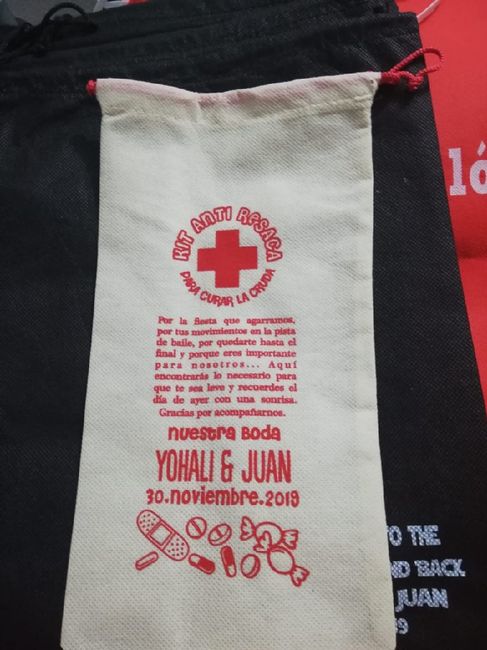 KIT ANTI RESACA
PARA CURAR LA CRUDA
Por la fiesta que agarramos,
por tus movimientos en la pista
de baile, por quedarte hasta el
final y porque eres importante
para nosotros... Aquí
encontrarás lo necesario para
que te sea leve y recuerdes el
día de ayer con una sonrisa.
Gracias por acompañarnos.
nuestra Boda
YOHALI & JUAN
30.noviembre.2019
TO THE
ND BACK
JUAN
19
ló